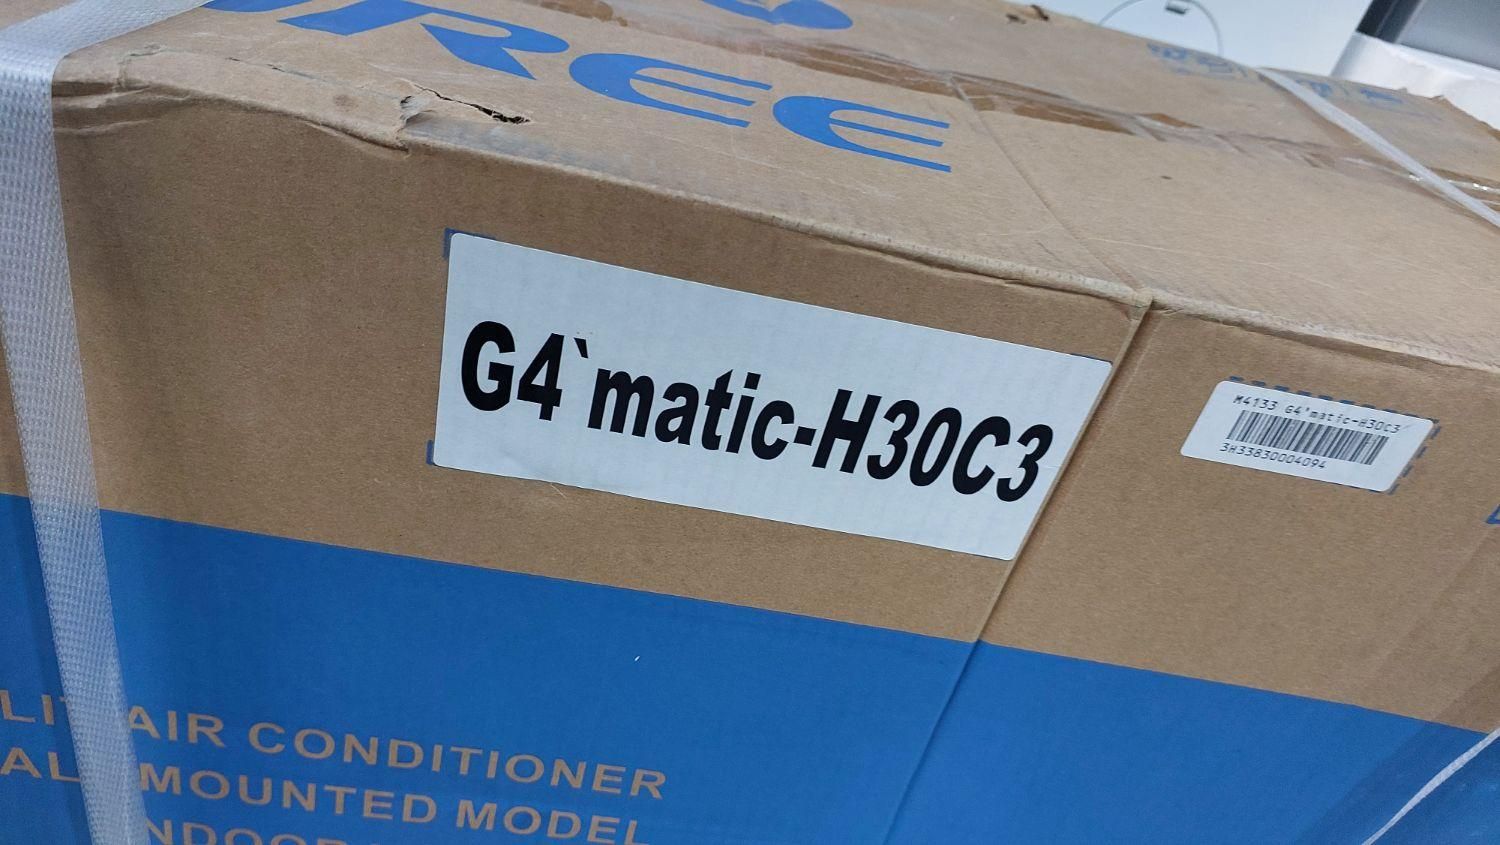 REE
G4`matic-H30C3
M4133 G4'matic-H30C3
3H33830004094
AIR CONDITIONER
MOUNTED MODEL